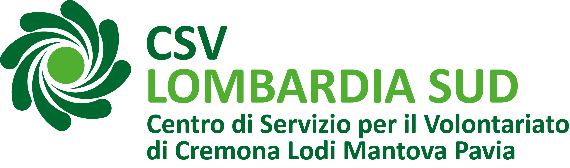 CSV
LOMBARDIA SUD
Centro di Servizio per il Volontariato
di Cremona Lodi Mantova Pavia